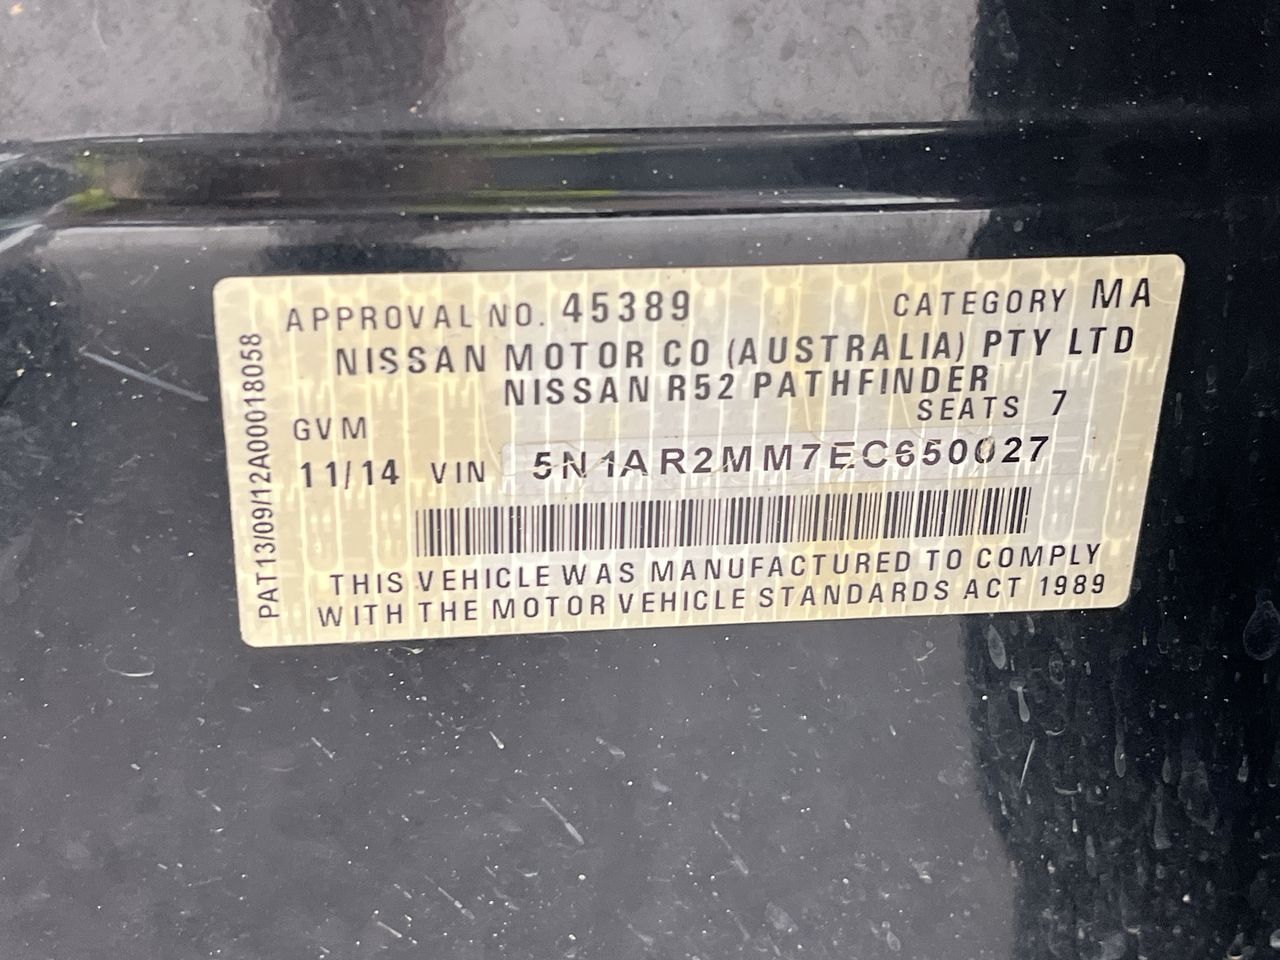 APPROVAL NO. 45389 CATEGORY MA
NISSAN MOTOR CO (AUSTRALIA) PTY LTD
NISSAN R52 PATHFINDER
SEATS 7
GVM
11/14 VIN 5N1AR2MM7EC650027
THIS VEHICLE WAS MANUFACTURED TO COMPLY
WITH THE MOTOR VEHICLE STANDARDS ACT 1989
PAT13/09/12A00018058